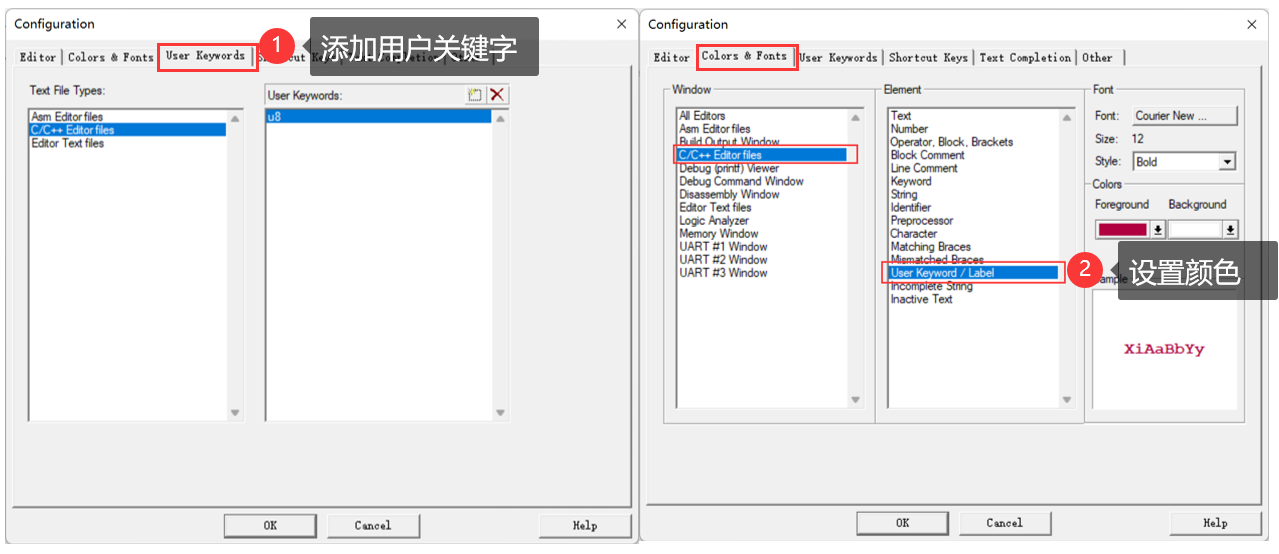 Configuration
Editor
Colors & Fonts
User Keywords
1
添加用户关键字
Text File Types:
Asm Editor files
C/C++ Editor files
Editor Text files
User Keywords:
u8
OK
Cancel
Help
Configuration
Editor
Colors & Fonts
User Keywords
Shortcut Keys
Text Completion
Other
Window
All Editors
Asm Editor files
Build Output Window
C/C++ Editor files
Debug (printf) Viewer
Debug Command Window
Disassembly Window
Editor Text files
Logic Analyzer
Memory Window
UART #1 Window
UART #2 Window
UART #3 Window
Element
Text
Number
Operator, Block, Brackets
Block Comment
Line Comment
Keyword
String
Identifier
Preprocessor
Character
Matching Braces
Mismatched Braces
User Keyword / Label
Incomplete String
Inactive Text
2
设置颜色
Font
Font:
Courier New ...
Size:
12
Style:
Bold
Colors
Foreground
Background
XiAaBbYy
OK
Cancel
Help